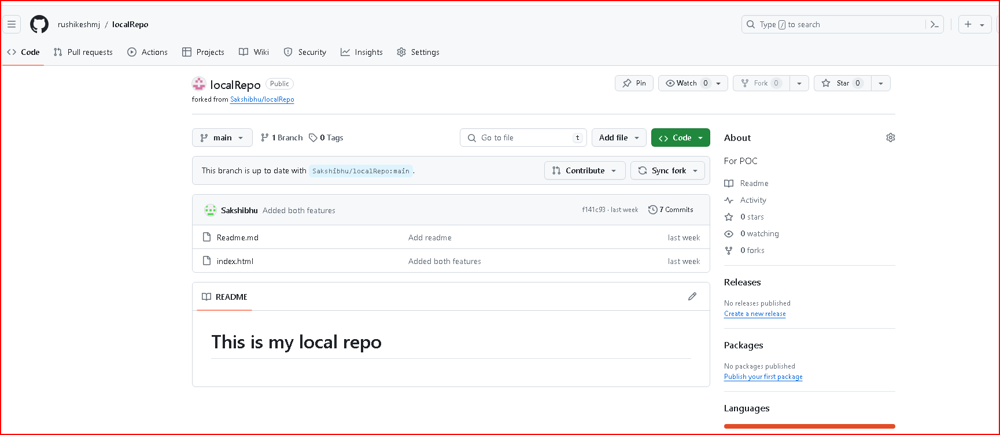 rushikeshmj / localRepo
Type / to search
Code Pull requests Actions Projects Wiki Security Insights Settings
localRepo Public
Pin Watch 0 Fork 0 Star 0
forked from Sakshibhu/localRepo
main 1 Branch 0 Tags
Go to file t Add file Code
This branch is up to date with Sakshibhu/localRepo:main .
Contribute Sync fork
Sakshibhu Added both features f141c93 · last week 7 Commits
Readme.md Add readme last week
index.html Added both features last week
README
This is my local repo
About
For POC
Readme
Activity
0 stars
0 watching
0 forks
Releases
No releases published
Create a new release
Packages
No packages published
Publish your first package
Languages